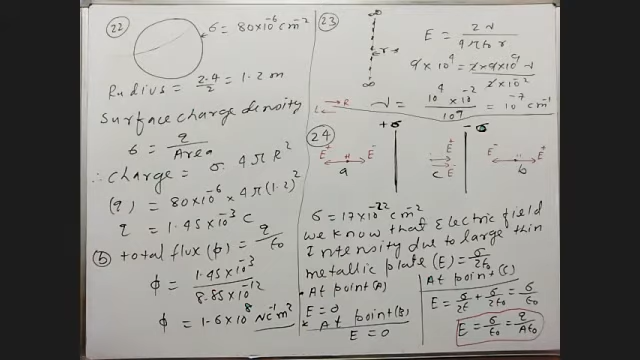 22
σ = 80×10⁻⁶ cm⁻²
Radius = 2.4/2 = 1.2 m
Surface charge density
σ = q/Area
∴ Charge = σ. 4πR²
(q) = 80×10⁻⁶ × 4π(1.2)²
q = 1.45×10⁻³ C
(b) total flux (ϕ) = q/ε₀
ϕ = 1.45×10⁻³/8.85×10⁻¹²
ϕ = 1.6×10⁸ NC⁻¹m²
23
∞
r
∞
E = 2λ/4πε₀ r
9×10⁴ = 2×9×10⁹ λ/2×10⁻²
L R
λ = 10⁴×10⁻²/10⁹ = 10⁻⁷ cm⁻¹
24
+σ -σ
E⁺ E⁻ E⁺ E⁻ E⁻ E⁺
a c b
σ = 17×10⁻²² cm⁻²
we know that Electric field
Intensity due to large thin
metallic plate (E) = σ/2ε₀
• At point (A)
E = 0
* At point (B)
E = 0
At point (C)
E = σ/2ε + σ/2ε₀ = σ/ε₀
E = σ/ε₀ = q/Aε₀